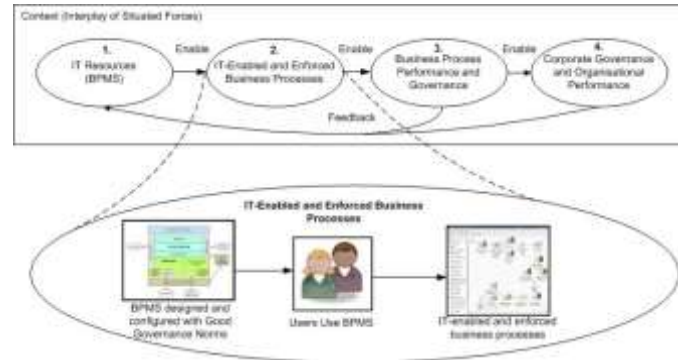 Context (Interplay of Situated Forces)
1.
IT Resources
(BPMS)
Enable
2.
IT-Enabled and Enforced
Business Processes
Enable
3.
Business Process
Performance and
Governance
Enable
4.
Corporate Governance
and Organisational
Performance
Feedback
IT-Enabled and Enforced Business
Processes
BPMS designed and
configured with Good
Governance Norms
Users Use BPMS
IT-enabled and enforced
business processes